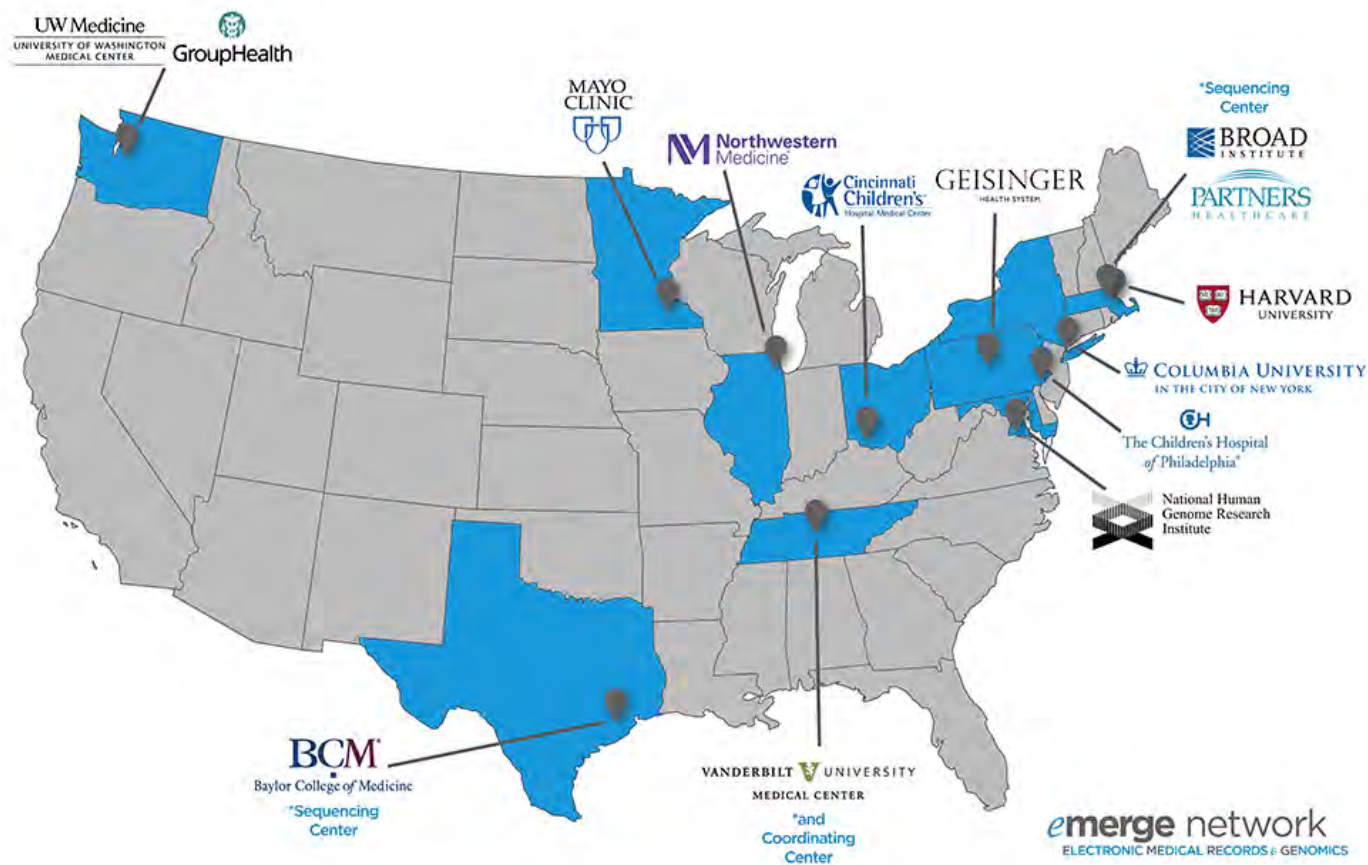 UW Medicine
UNIVERSITY OF WASHINGTON
MEDICAL CENTER
GroupHealth
MAYO
CLINIC
NM Northwestern
Medicine
Cincinnati
Children's
Hospital Medical Center
GEISINGER
HEALTH SYSTEM
*Sequencing
Center
BROAD
INSTITUTE
PARTNERS
HEALTHCARE
HARVARD
UNIVERSITY
COLUMBIA UNIVERSITY
IN THE CITY OF NEW YORK
CH
The Children's Hospital
of Philadelphia®
National Human
Genome Research
Institute
BCM®
Baylor College of Medicine
*Sequencing
Center
VANDERBILT V UNIVERSITY
MEDICAL CENTER
*and
Coordinating
Center
emerge network
ELECTRONIC MEDICAL RECORDS & GENOMICS